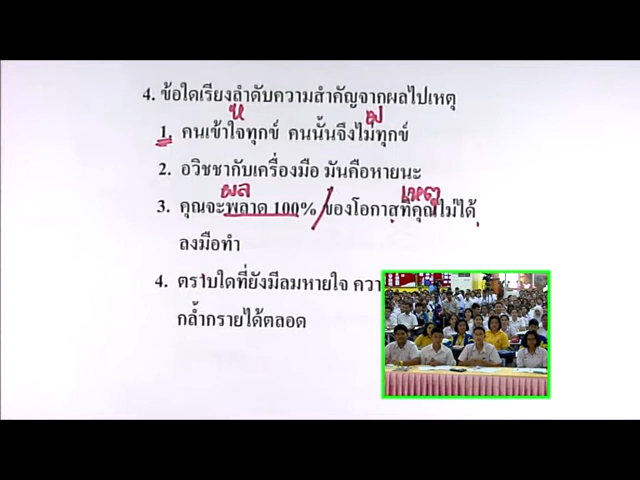 4. ข้อใดเรียงลำดับความสำคัญจากผลไปเหตุ
ห ผ
1. คนเข้าใจทุกข์ คนนั้นจึงไม่ทุกข์
2. อวิชชากับเครื่องมือ มันคือหายนะ
ผล เหตุ
3. คุณจะพลาด 100% ของโอกาสที่คุณไม่ได้
ลงมือทำ
4. ตราบใดที่ยังมีลมหายใจ ควา
กล้ำกรายได้ตลอด